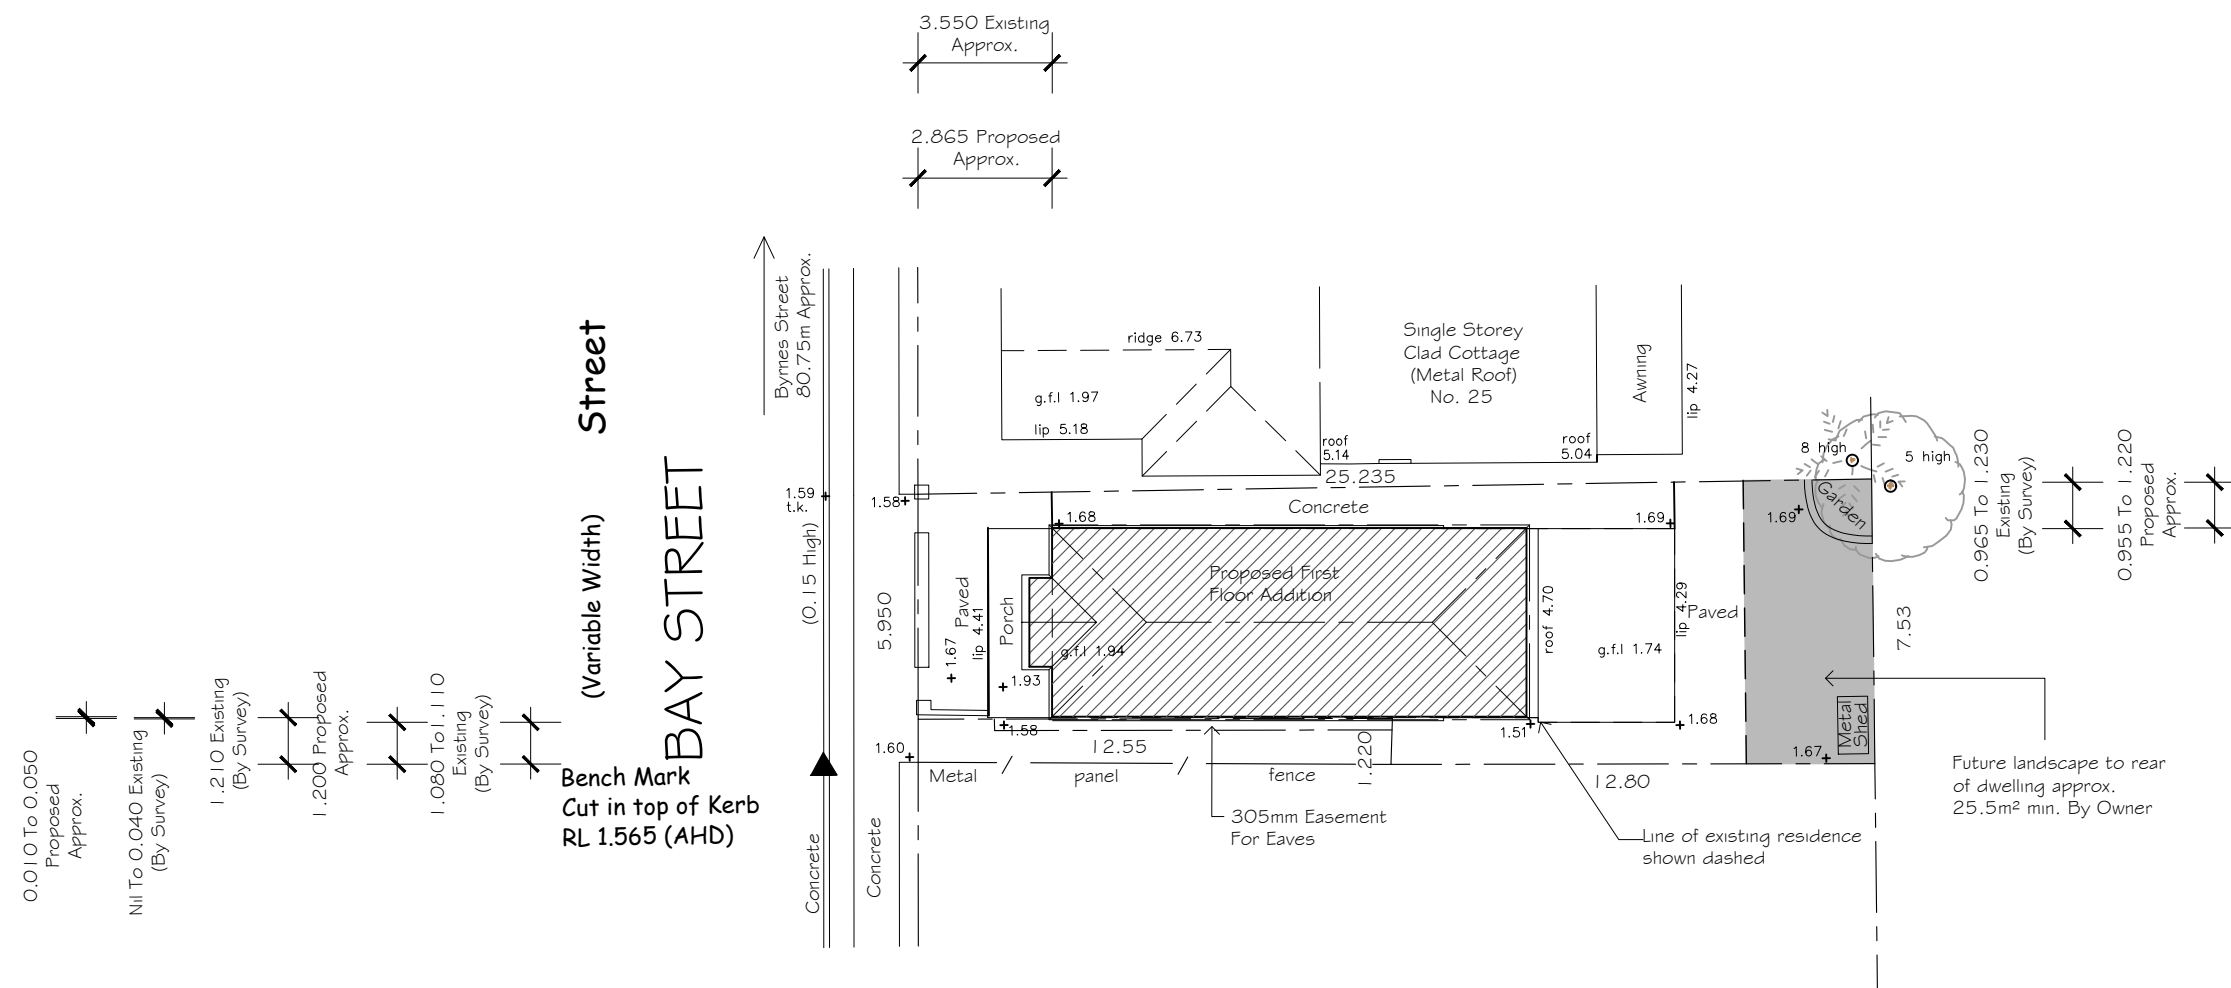 3.550 Existing
Approx.
2.865 Proposed
Approx.
Byrnes Street
80.75m Approx.
Street
(Variable Width)
BAY STREET
ridge 6.73
g.f.l 1.97
lip 5.18
Single Storey
Clad Cottage
(Metal Roof)
No. 25
Awning
lip 4.27
roof
5.14
roof
5.04
25.235
8 high
5 high
1.59
t.k.
1.58
(0.15 High)
Concrete
1.68
1.69
1.69
Garden
0.965 To 1.230
Existing
(By Survey)
0.955 To 1.220
Proposed
Approx.
5.950
Paved
lip 4.41
1.67
Porch
1.93
Proposed First
Floor Addition
g.f.l 1.94
roof 4.70
g.f.l 1.74
lip 4.29
Paved
7.53
1.68
Metal
Shed
1.67
1.58
1.51
1.60
12.55
1.220
12.80
Metal
panel
fence
0.010 To 0.050
Proposed
Approx.
Nil To 0.040 Existing
(By Survey)
1.210 Existing
(By Survey)
1.200 Proposed
Approx.
1.080 To 1.110
Existing
(By Survey)
Bench Mark
Cut in top of Kerb
RL 1.565 (AHD)
Concrete
Concrete
305mm Easement
For Eaves
Line of existing residence
shown dashed
Future landscape to rear
of dwelling approx.
25.5m² min. By Owner